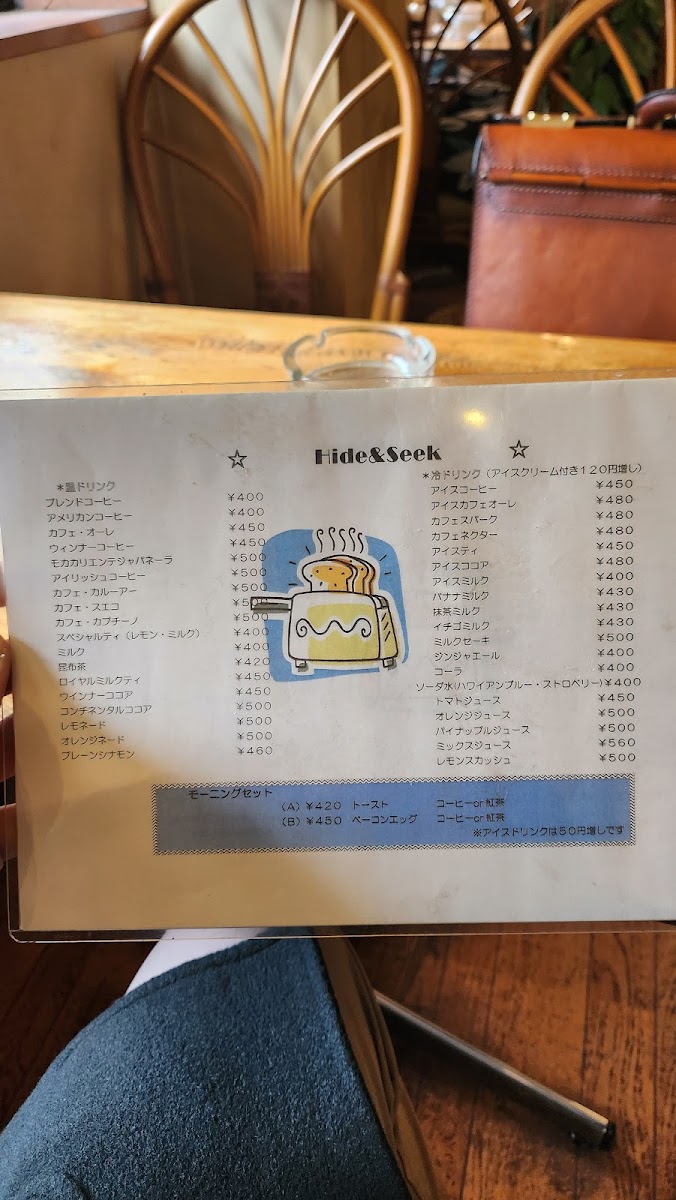 ☆ Hide&Seek ☆
＊温ドリンク
ブレンドコーヒー ¥400
アメリカンコーヒー ¥400
カフェ・オーレ ¥450
ウィンナーコーヒー ¥450
モカカリエンテジャバネーラ ¥500
アイリッシュコーヒー ¥500
カフェ・カルーアー ¥500
カフェ・スエコ ¥500
カフェ・カプチーノ ¥500
スペシャルティ（レモン・ミルク） ¥400
ミルク ¥400
昆布茶 ¥420
ロイヤルミルクティ ¥450
ウインナーココア ¥450
コンチネンタルココア ¥500
レモネード ¥500
オレンジネード ¥500
ブレーンシナモン ¥460
＊冷ドリンク（アイスクリーム付き１２０円増し）
アイスコーヒー ¥450
アイスカフェオーレ ¥480
カフェスパーク ¥480
カフェネクター ¥480
アイスティ ¥450
アイスココア ¥480
アイスミルク ¥400
バナナミルク ¥430
抹茶ミルク ¥430
イチゴミルク ¥430
ミルクセーキ ¥500
ジンジャエール ¥400
コーラ ¥400
ソーダ水(ハワイアンブルー・ストロベリー) ¥400
トマトジュース ¥450
オレンジジュース ¥500
パイナップルジュース ¥500
ミックスジュース ¥560
レモンスカッシュ ¥500
モーニングセット
（A）¥420 トースト コーヒーor紅茶
（B）¥450 ベーコンエッグ コーヒーor紅茶
※アイスドリンクは５０円増しです